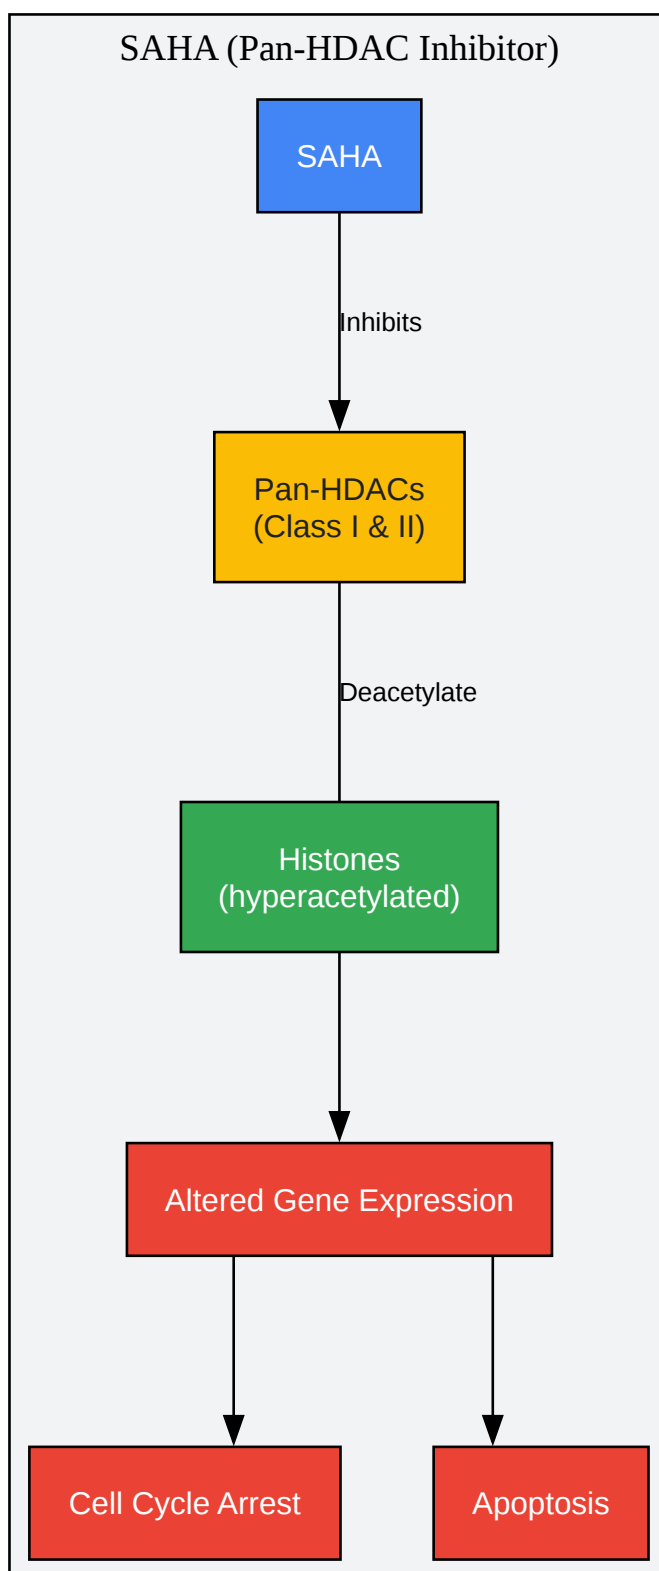 SAHA (Pan-HDAC Inhibitor)
SAHA
Inhibits
Pan-HDACs
(Class I & II)
Deacetylate
Histones
(hyperacetylated)
Altered Gene Expression
Cell Cycle Arrest
Apoptosis